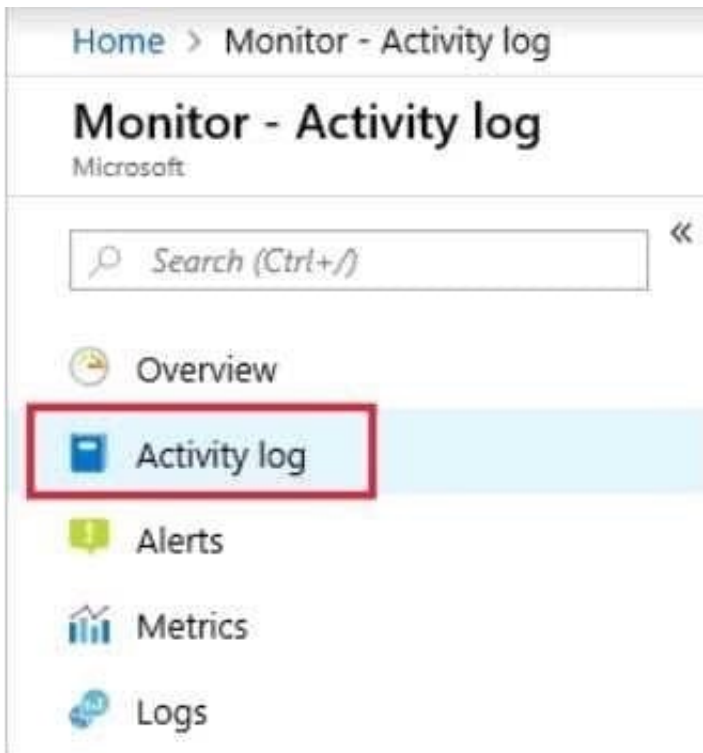 Home > Monitor - Activity log
Monitor - Activity log
Microsoft
Search (Ctrl+/)
«
Overview
Activity log
Alerts
Metrics
Logs